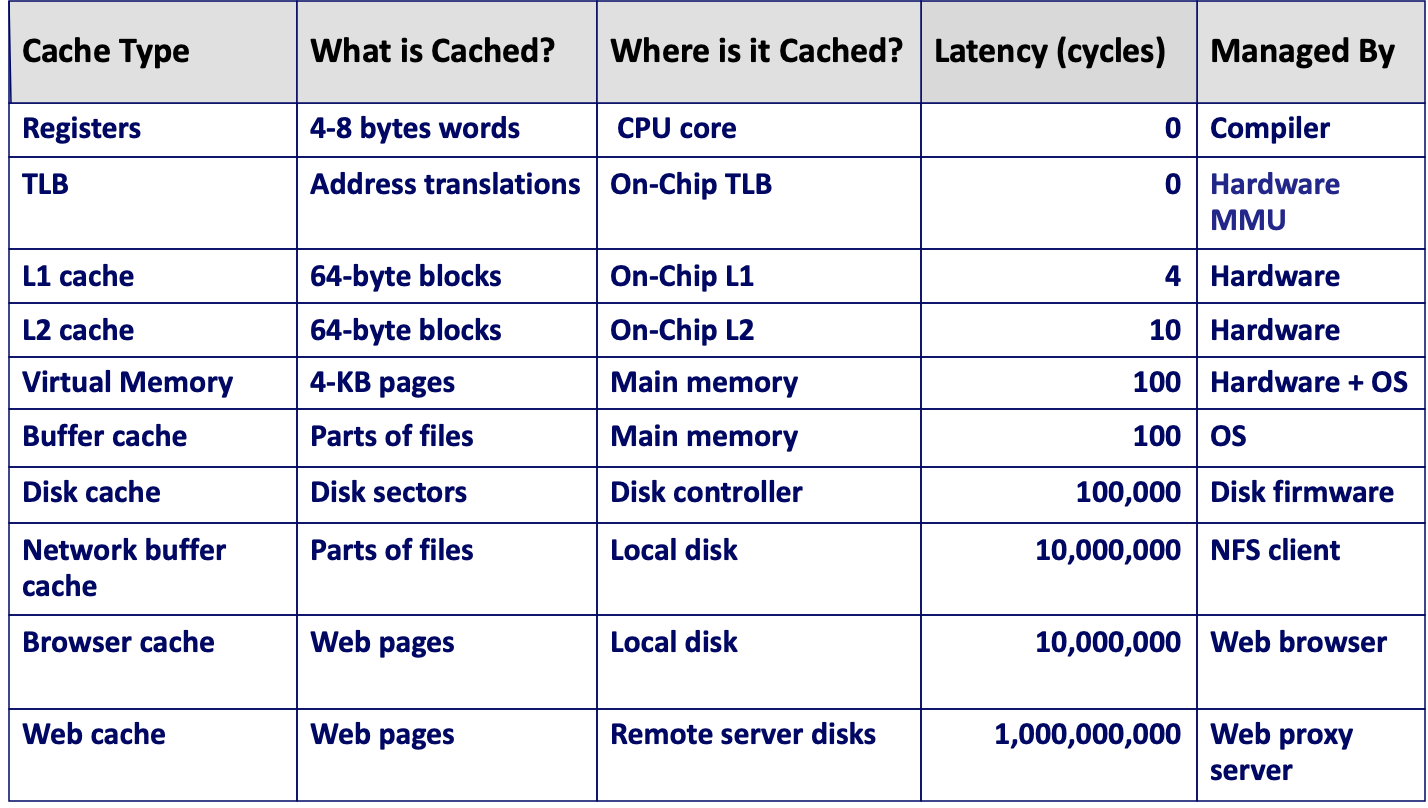 Cache Type What is Cached? Where is it Cached? Latency (cycles) Managed By
Registers 4-8 bytes words CPU core 0 Compiler
TLB Address translations On-Chip TLB 0 Hardware
MMU
L1 cache 64-byte blocks On-Chip L1 4 Hardware
L2 cache 64-byte blocks On-Chip L2 10 Hardware
Virtual Memory 4-KB pages Main memory 100 Hardware + OS
Buffer cache Parts of files Main memory 100 OS
Disk cache Disk sectors Disk controller 100,000 Disk firmware
Network buffer Parts of files Local disk 10,000,000 NFS client
cache
Browser cache Web pages Local disk 10,000,000 Web browser
Web cache Web pages Remote server disks 1,000,000,000 Web proxy
server